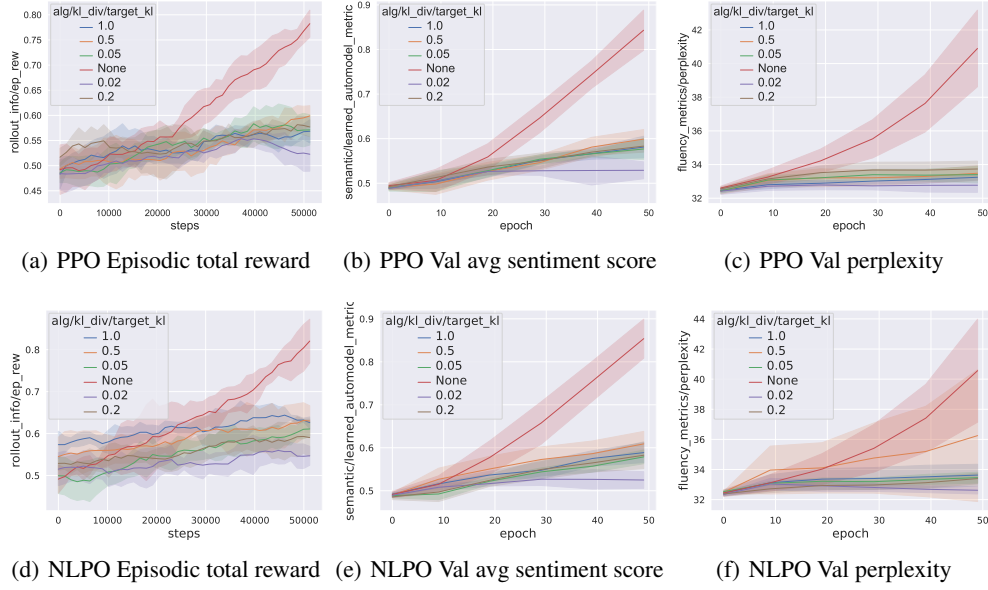 alg/kl_div/target_kl
1.0
0.5
0.05
None
0.02
0.2
rollout_info/ep_rew
0.80
0.75
0.70
0.65
0.60
0.55
0.50
0.45
0 10000 20000 30000 40000 50000
steps
(a) PPO Episodic total reward
alg/kl_div/target_kl
1.0
0.5
0.05
None
0.02
0.2
semantic/learned_automodel_metric
0.9
0.8
0.7
0.6
0.5
0 10 20 30 40 50
epoch
(b) PPO Val avg sentiment score
alg/kl_div/target_kl
1.0
0.5
0.05
None
0.02
0.2
fluency_metrics/perplexity
42
40
38
36
34
32
0 10 20 30 40 50
epoch
(c) PPO Val perplexity
alg/kl_div/target_kl
1.0
0.5
0.05
None
0.02
0.2
rollout_info/ep_rew
0.8
0.7
0.6
0.5
0 10000 20000 30000 40000 50000
steps
(d) NLPO Episodic total reward
alg/kl_div/target_kl
1.0
0.5
0.05
None
0.02
0.2
semantic/learned_automodel_metric
0.9
0.8
0.7
0.6
0.5
0 10 20 30 40 50
epoch
(e) NLPO Val avg sentiment score
alg/kl_div/target_kl
1.0
0.5
0.05
None
0.02
0.2
fluency_metrics/perplexity
44
42
40
38
36
34
32
0 10 20 30 40 50
epoch
(f) NLPO Val perplexity